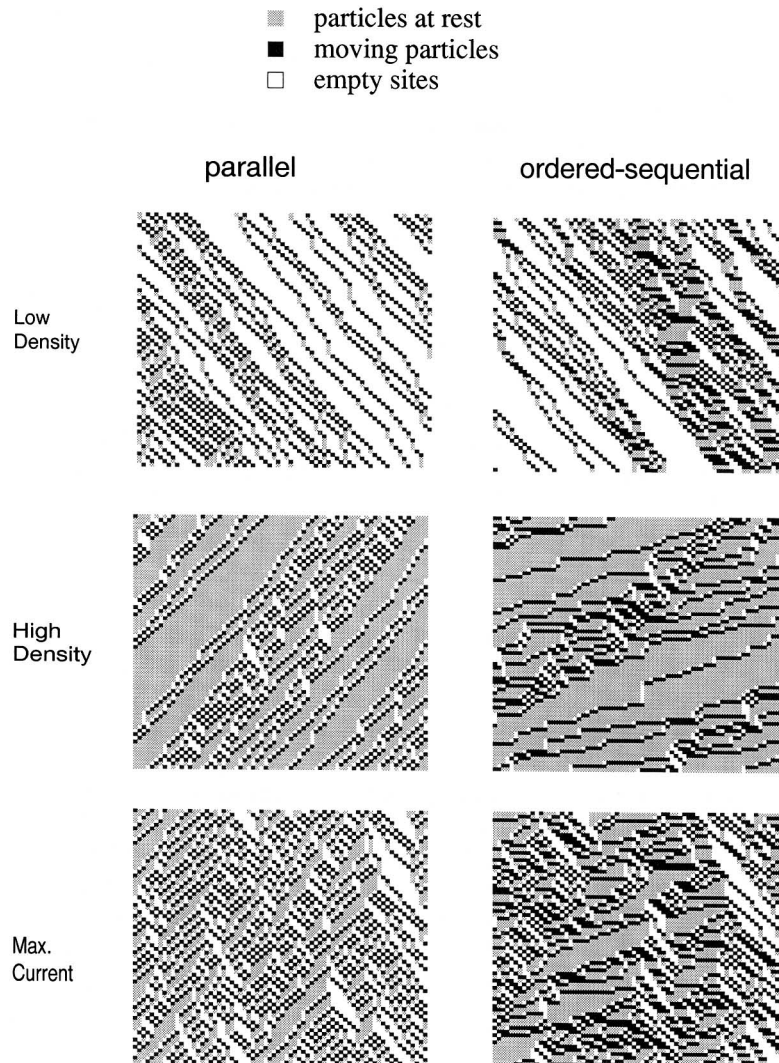 particles at rest
moving particles
empty sites
parallel
ordered-sequential
Low
Density
High
Density
Max.
Current